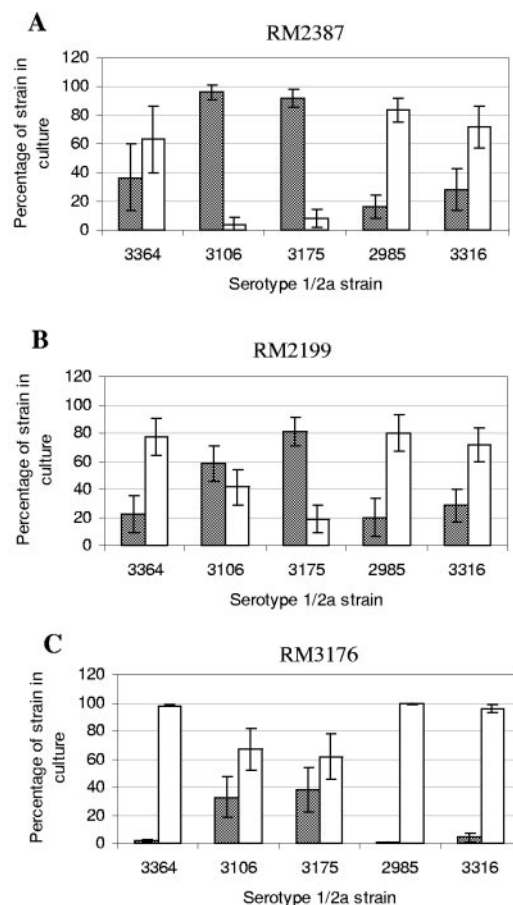 A
RM2387
Percentage of strain in
culture
120
100
80
60
40
20
0
3364 3106 3175 2985 3316
Serotype 1/2a strain
B
RM2199
Percentage of strain in
culture
120
100
80
60
40
20
0
3364 3106 3175 2985 3316
Serotype 1/2a strain
C
RM3176
Percentage of strain in
culture
120
100
80
60
40
20
0
3364 3106 3175 2985 3316
Serotype 1/2a strain